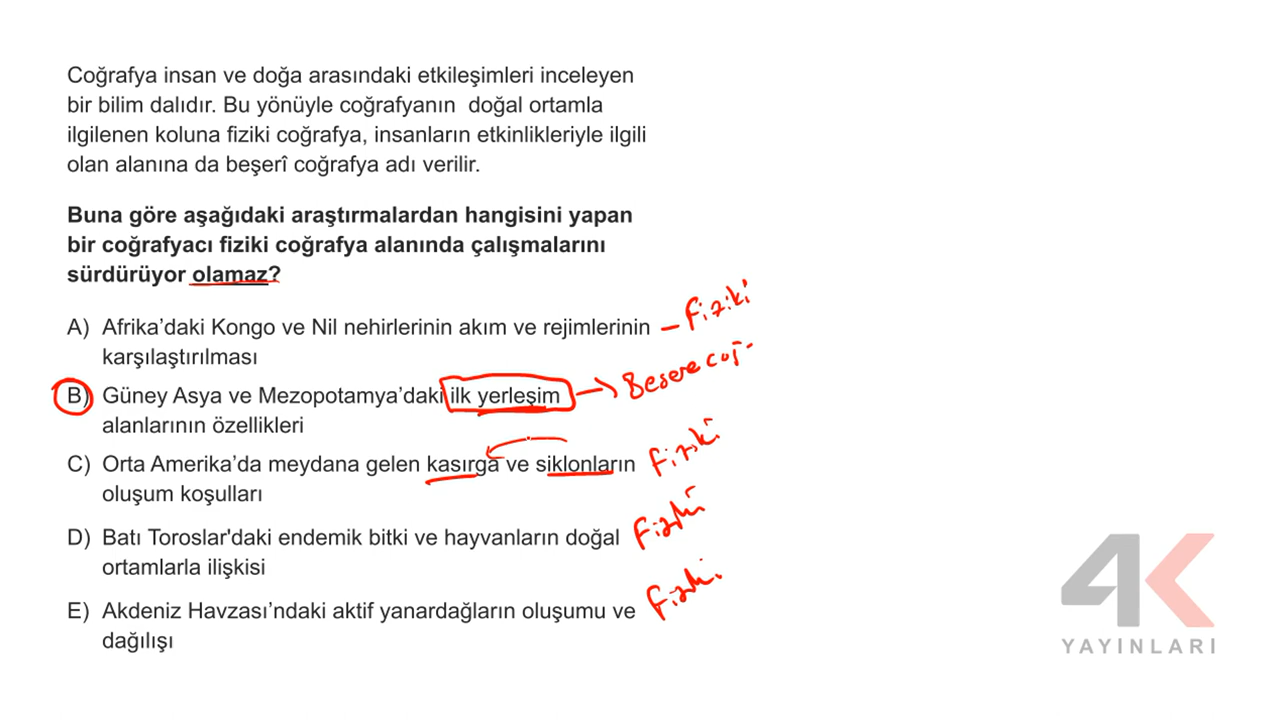 Coğrafya insan ve doğa arasındaki etkileşimleri inceleyen
bir bilim dalıdır. Bu yönüyle coğrafyanın doğal ortamla
ilgilenen koluna fiziki coğrafya, insanların etkinlikleriyle ilgili
olan alanına da beşerî coğrafya adı verilir.
Buna göre aşağıdaki araştırmalardan hangisini yapan
bir coğrafyacı fiziki coğrafya alanında çalışmalarını
sürdürüyor olamaz?
A) Afrika'daki Kongo ve Nil nehirlerinin akım ve rejimlerinin – Fiziki
karşılaştırılması
B) Güney Asya ve Mezopotamya'daki ilk yerleşim → Beşere coğ.
alanlarının özellikleri
C) Orta Amerika'da meydana gelen kasırga ve siklonların Fiziki
oluşum koşulları
D) Batı Toroslar'daki endemik bitki ve hayvanların doğal Fiziki
ortamlarla ilişkisi
E) Akdeniz Havzası'ndaki aktif yanardağların oluşumu ve Fiziki
dağılışı
4K
YAYINLARI